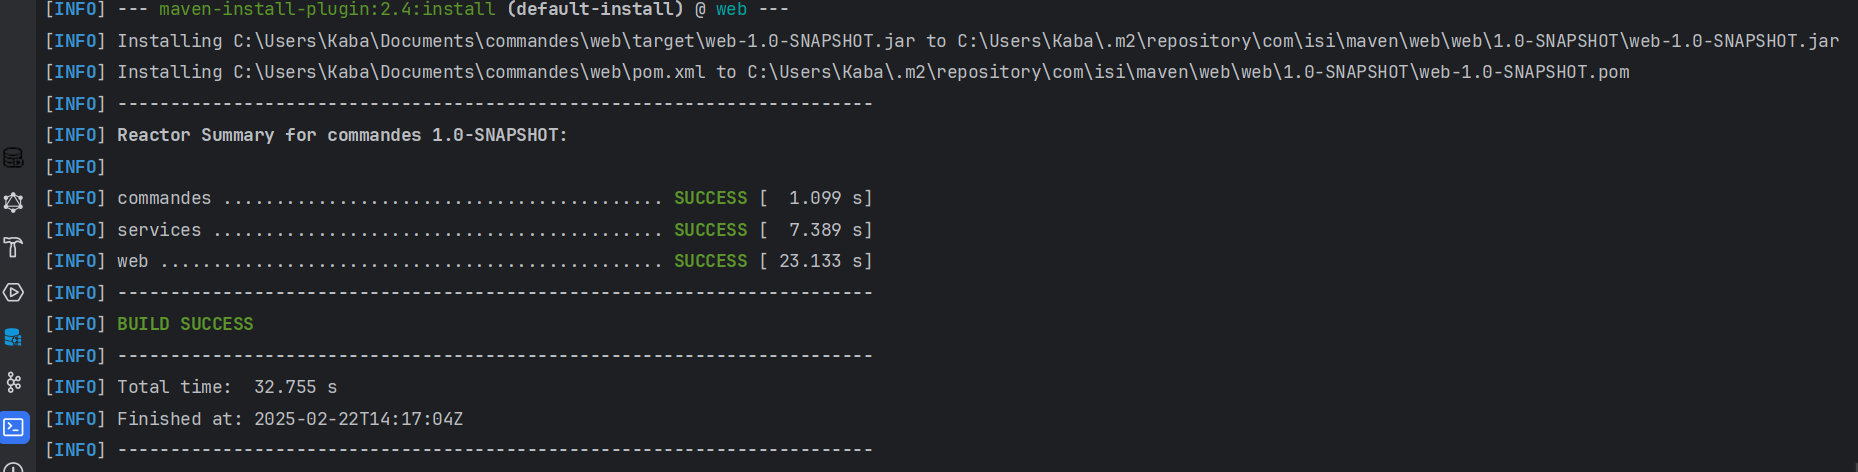 [INFO] --- maven-install-plugin:2.4:install (default-install) @ web ---
[INFO] Installing C:\Users\Kaba\Documents\commandes\web\target\web-1.0-SNAPSHOT.jar to C:\Users\Kaba\.m2\repository\com\isi\maven\web\web\1.0-SNAPSHOT\web-1.0-SNAPSHOT.jar
[INFO] Installing C:\Users\Kaba\Documents\commandes\web\pom.xml to C:\Users\Kaba\.m2\repository\com\isi\maven\web\web\1.0-SNAPSHOT\web-1.0-SNAPSHOT.pom
[INFO] ------------------------------------------------------------------------
[INFO] Reactor Summary for commandes 1.0-SNAPSHOT:
[INFO]
[INFO] commandes .......................................... SUCCESS [  1.099 s]
[INFO] services ........................................... SUCCESS [  7.389 s]
[INFO] web ................................................ SUCCESS [ 23.133 s]
[INFO] ------------------------------------------------------------------------
[INFO] BUILD SUCCESS
[INFO] ------------------------------------------------------------------------
[INFO] Total time:  32.755 s
[INFO] Finished at: 2025-02-22T14:17:04Z
[INFO] ------------------------------------------------------------------------